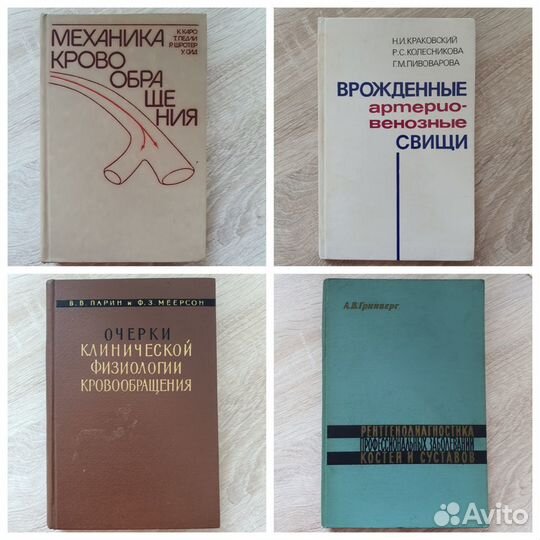 К. КАРО
Т. ПЕДЛИ
Р. ШРОТЕР
У. СИД
МЕХАНИКА
КРОВО
ОБРА
ЩЕ
НИЯ
Н.И. КРАКОВСКИЙ
Р.С. КОЛЕСНИКОВА
Г.М. ПИВОВАРОВА
ВРОЖДЕННЫЕ
артерио-
венозные
СВИЩИ
В. В. ПАРИН и Ф. З. МЕЕРСОН
ОЧЕРКИ
КЛИНИЧЕСКОЙ
ФИЗИОЛОГИИ
КРОВООБРАЩЕНИЯ
А.В.Гринберг
РЕНТГЕНОДИАГНОСТИКА
ПРОФЕССИОНАЛЬНЫХ ЗАБОЛЕВАНИЙ
КОСТЕЙ И СУСТАВОВ
Avito